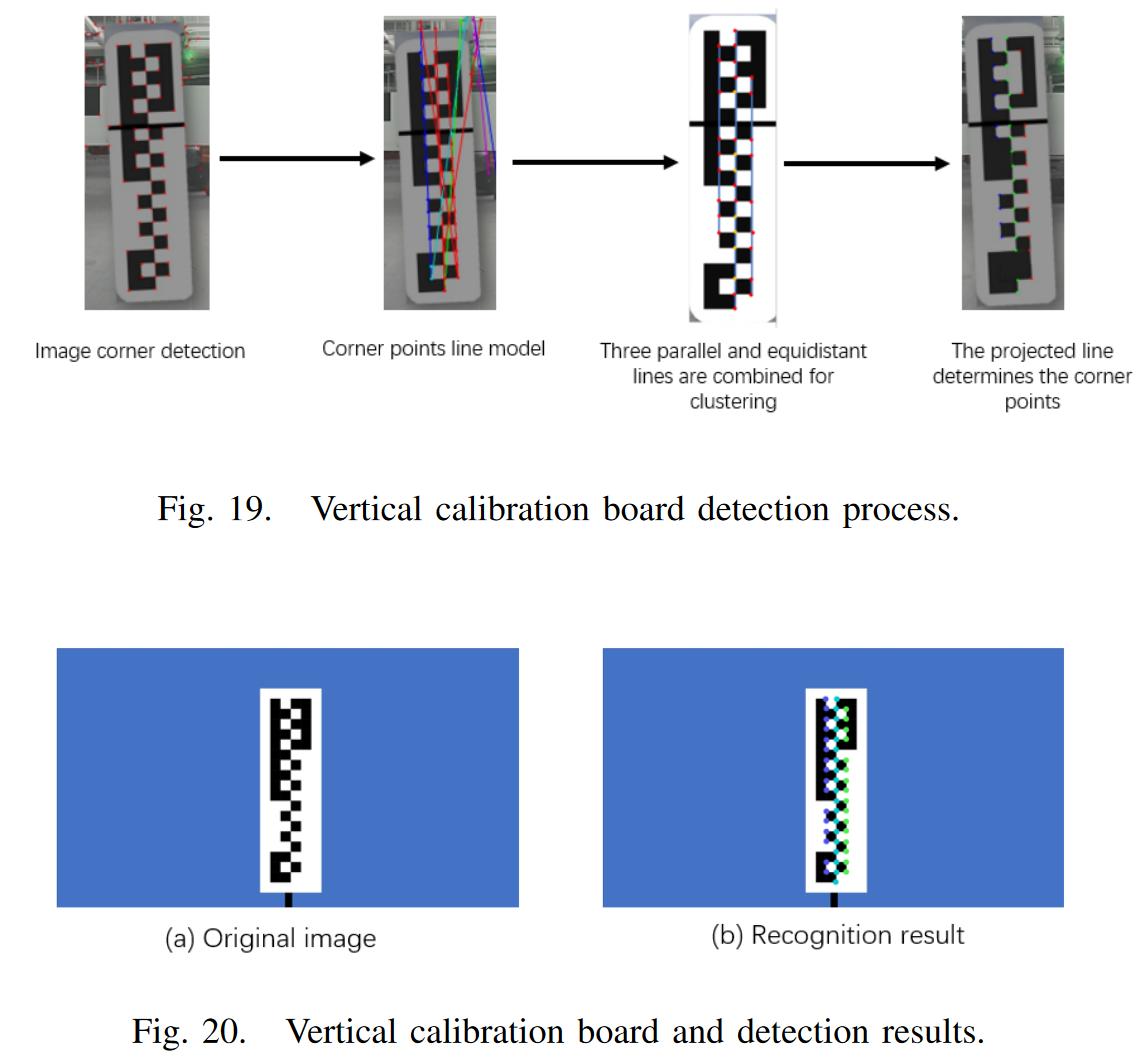 Image corner detection
Corner points line model
Three parallel and equidistant
lines are combined for
clustering
The projected line
determines the corner
points
Fig. 19. Vertical calibration board detection process.
(a) Original image
(b) Recognition result
Fig. 20. Vertical calibration board and detection results.